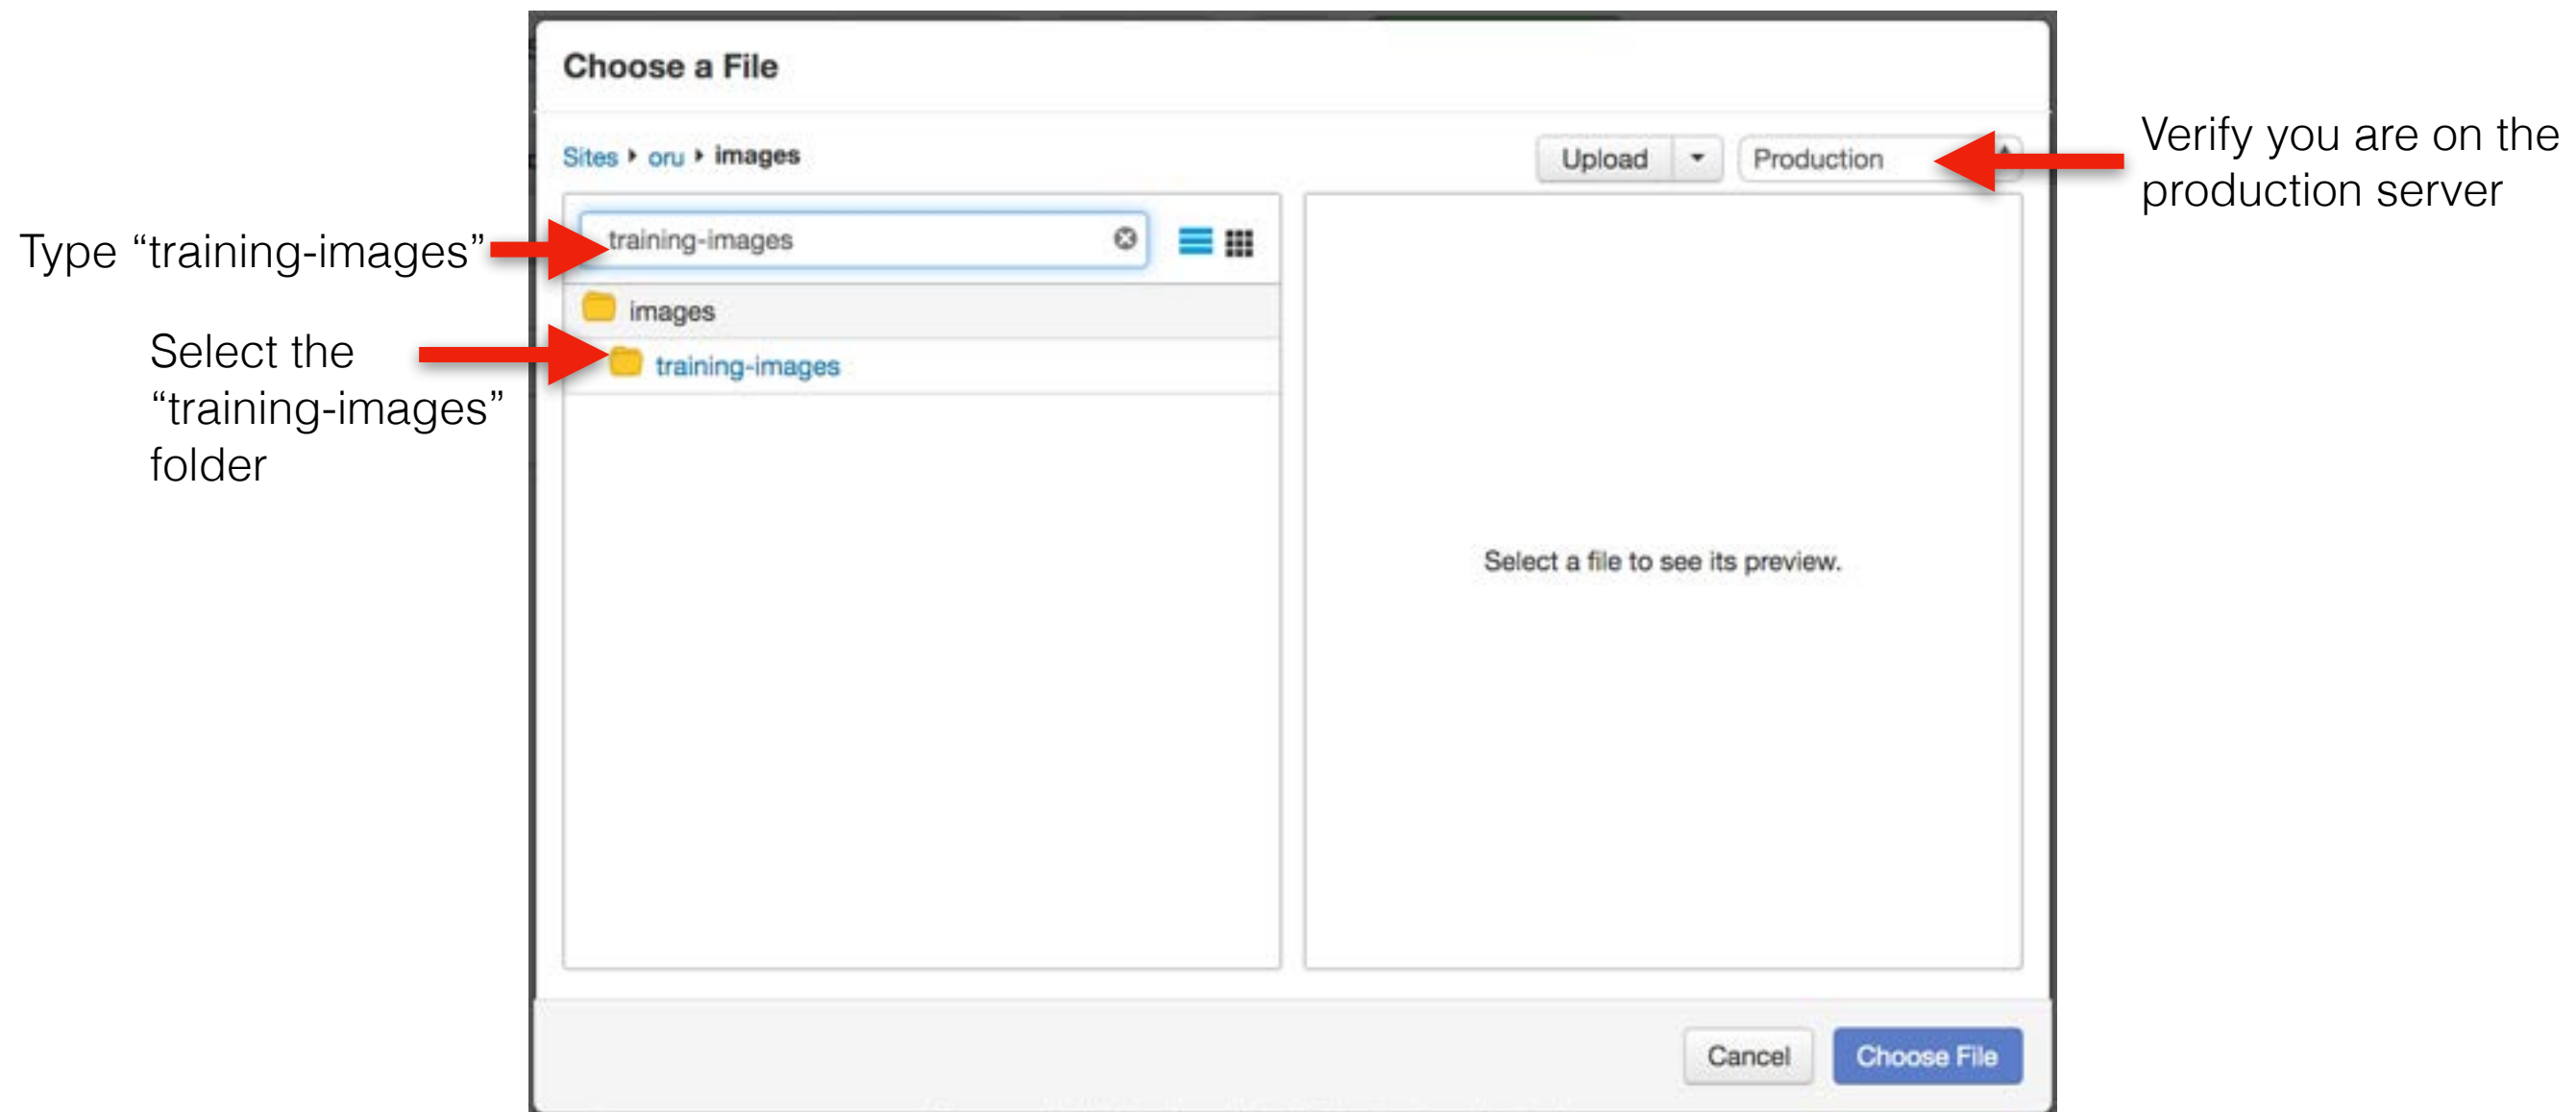 Choose a File
Sites ▸ oru ▸ images
Upload
Production
Verify you are on the
production server
Type “training-images”
training-images
images
Select the
“training-images”
folder
training-images
Select a file to see its preview.
Cancel
Choose File